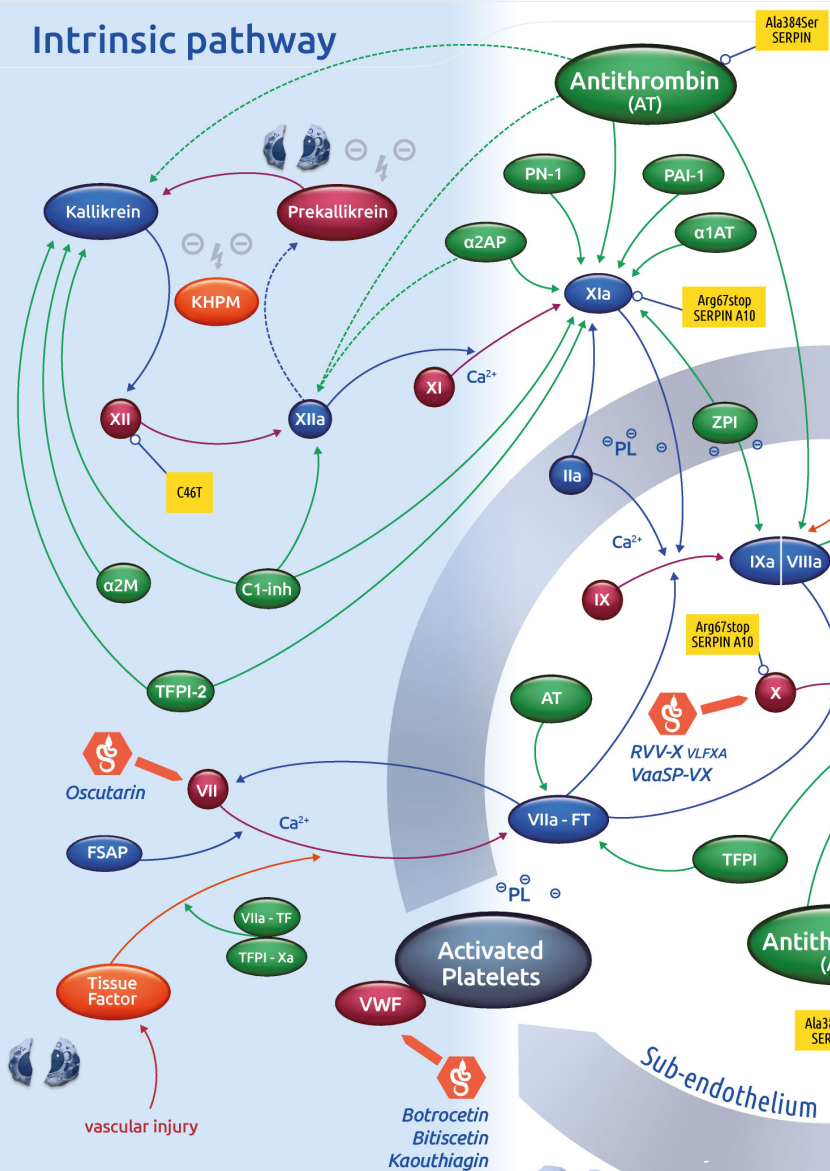 Intrinsic pathway
Ala384Ser
SERPIN
Antithrombin
(AT)
PN-1
PAI-1
Kallikrein
Prekallikrein
α2AP
α1AT
KHPM
XIa
Arg67stop
SERPIN A10
XI
Ca2+
XII
XIIa
ZPI
PL
IIa
C46T
Ca2+
IXa
VIIIa
α2M
C1-inh
IX
Arg67stop
SERPIN A10
TFPI-2
AT
X
RVV-X VLFXA
VaaSP-VX
Oscutarin
VII
Ca2+
VIIa - FT
FSAP
TFPI
PL
VIIa - TF
TFPI - Xa
Activated
Platelets
Antith
(A
Tissue
Factor
VWF
Ala38
SER
Sub-endothelium
vascular injury
Botrocetin
Bitiscetin
Kaouthiagin